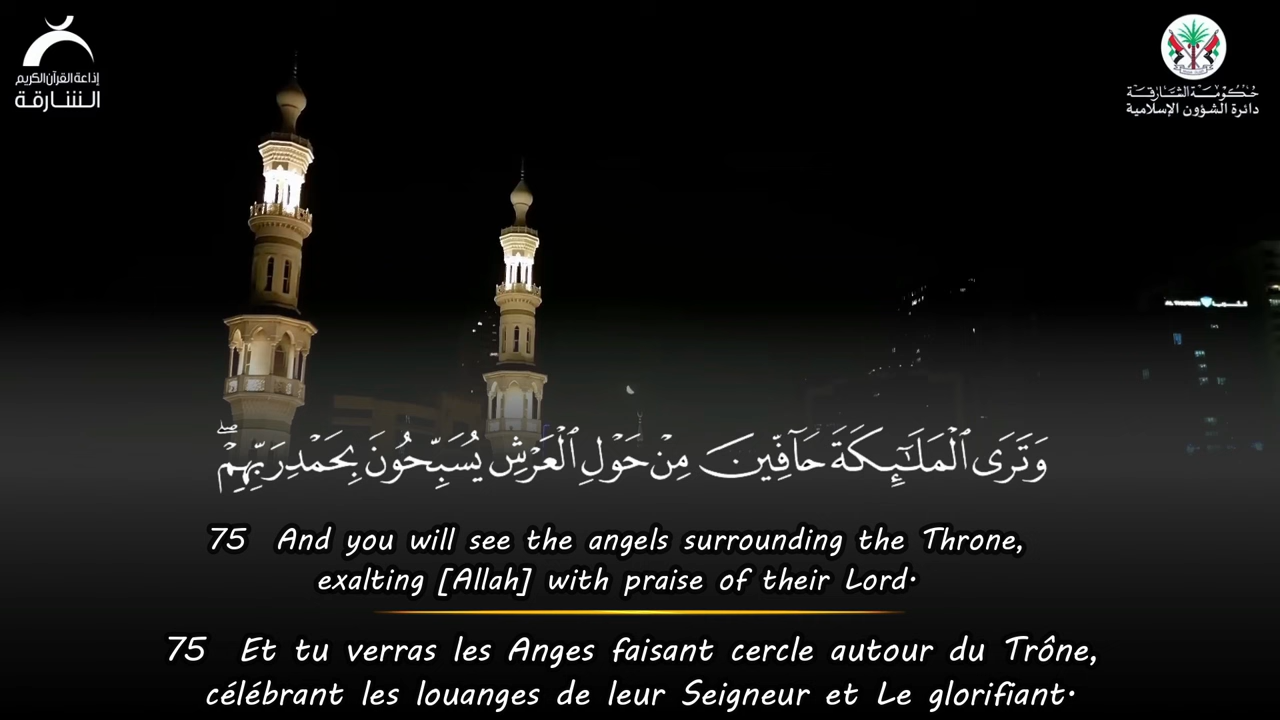 إذاعة القرآن الكريم
الشارقة
حكومة الشارقة
دائرة الشؤون الإسلامية
وَتَرَى ٱلْمَلَـٰٓئِكَةَ حَآفِّينَ مِنْ حَوْلِ ٱلْعَرْشِ يُسَبِّحُونَ بِحَمْدِ رَبِّهِمْۖ
75 And you will see the angels surrounding the Throne,
exalting [Allah] with praise of their Lord.
75 Et tu verras les Anges faisant cercle autour du Trône,
célébrant les louanges de leur Seigneur et Le glorifiant.